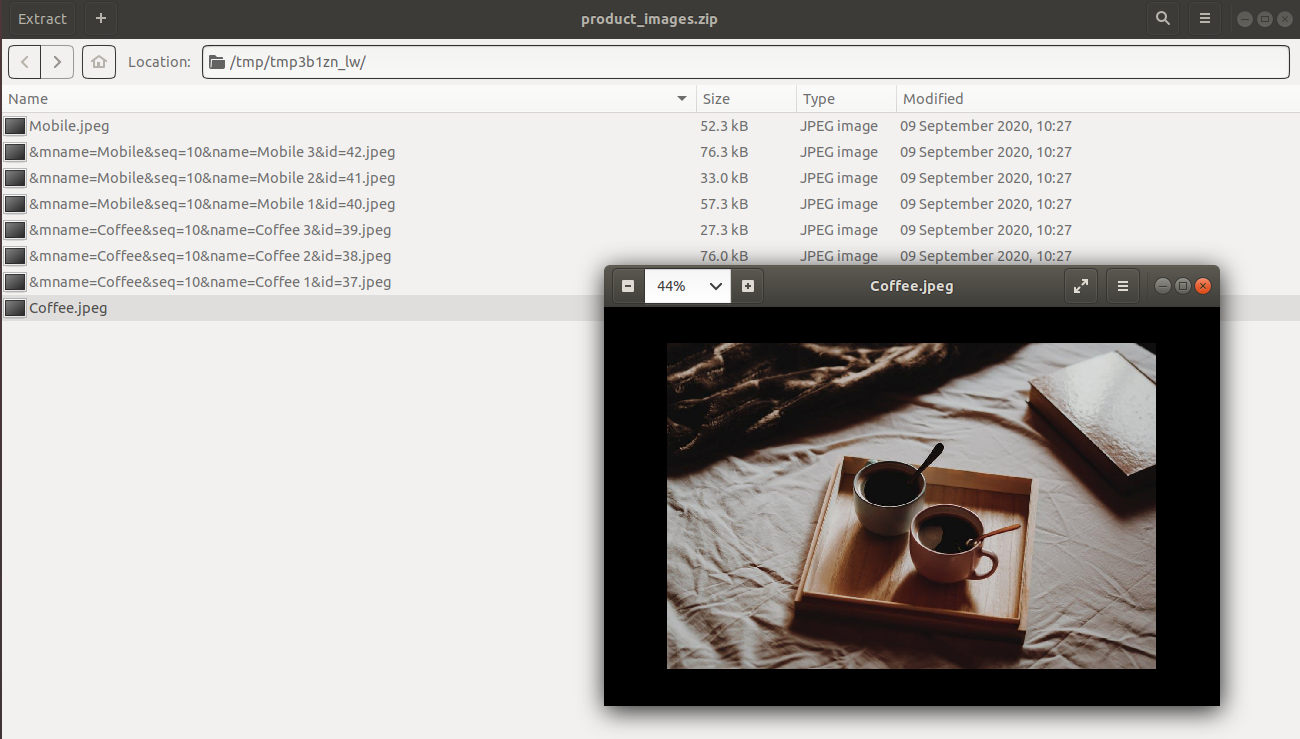 Extract
product_images.zip
Location: /tmp/tmp3b1zn_lw/
Name Size Type Modified
Mobile.jpeg 52.3 kB JPEG image 09 September 2020, 10:27
&mname=Mobile&seq=10&name=Mobile 3&id=42.jpeg 76.3 kB JPEG image 09 September 2020, 10:27
&mname=Mobile&seq=10&name=Mobile 2&id=41.jpeg 33.0 kB JPEG image 09 September 2020, 10:27
&mname=Mobile&seq=10&name=Mobile 1&id=40.jpeg 57.3 kB JPEG image 09 September 2020, 10:27
&mname=Coffee&seq=10&name=Coffee 3&id=39.jpeg 27.3 kB JPEG image 09 September 2020, 10:27
&mname=Coffee&seq=10&name=Coffee 2&id=38.jpeg 76.0 kB JPEG image 09 September 2020, 10:27
&mname=Coffee&seq=10&name=Coffee 1&id=37.jpeg
Coffee.jpeg
44% Coffee.jpeg